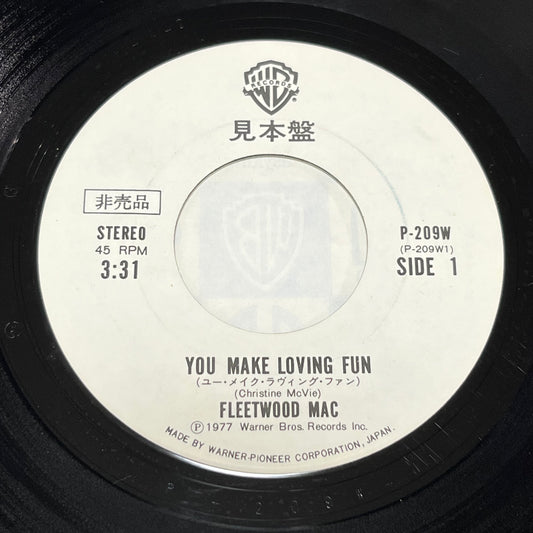 WB
RECORDS
®
見本盤
非売品
STEREO
45 RPM
3:31
P-209W
(P-209W1)
SIDE 1
YOU MAKE LOVING FUN
(ユー・メイク・ラヴィング・ファン)
(Christine McVie)
FLEETWOOD MAC
Ⓟ1977 Warner Bros. Records Inc.
MADE BY WARNER-PIONEER CORPORATION, JAPAN.